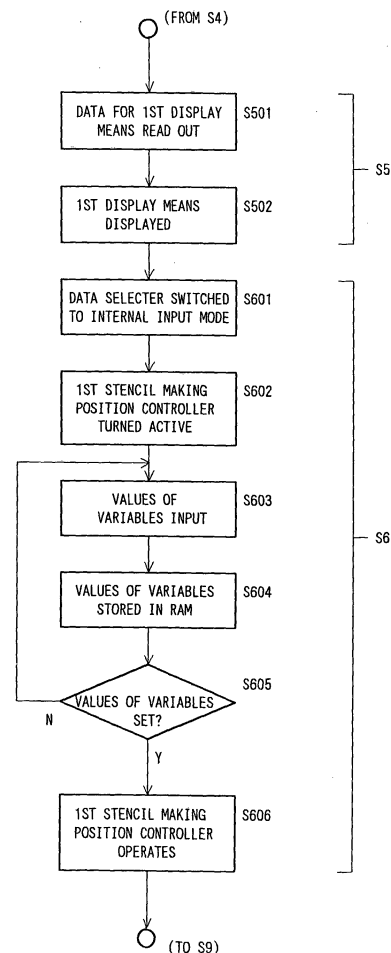 (FROM S4)
DATA FOR 1ST DISPLAY
MEANS READ OUT
S501
S5
1ST DISPLAY MEANS
DISPLAYED
S502
DATA SELECTER SWITCHED
TO INTERNAL INPUT MODE
S601
1ST STENCIL MAKING
POSITION CONTROLLER
TURNED ACTIVE
S602
VALUES OF
VARIABLES INPUT
S603
S6
VALUES OF VARIABLES
STORED IN RAM
S604
VALUES OF VARIABLES
SET?
S605
N
Y
1ST STENCIL MAKING
POSITION CONTROLLER
OPERATES
S606
(TO S9)